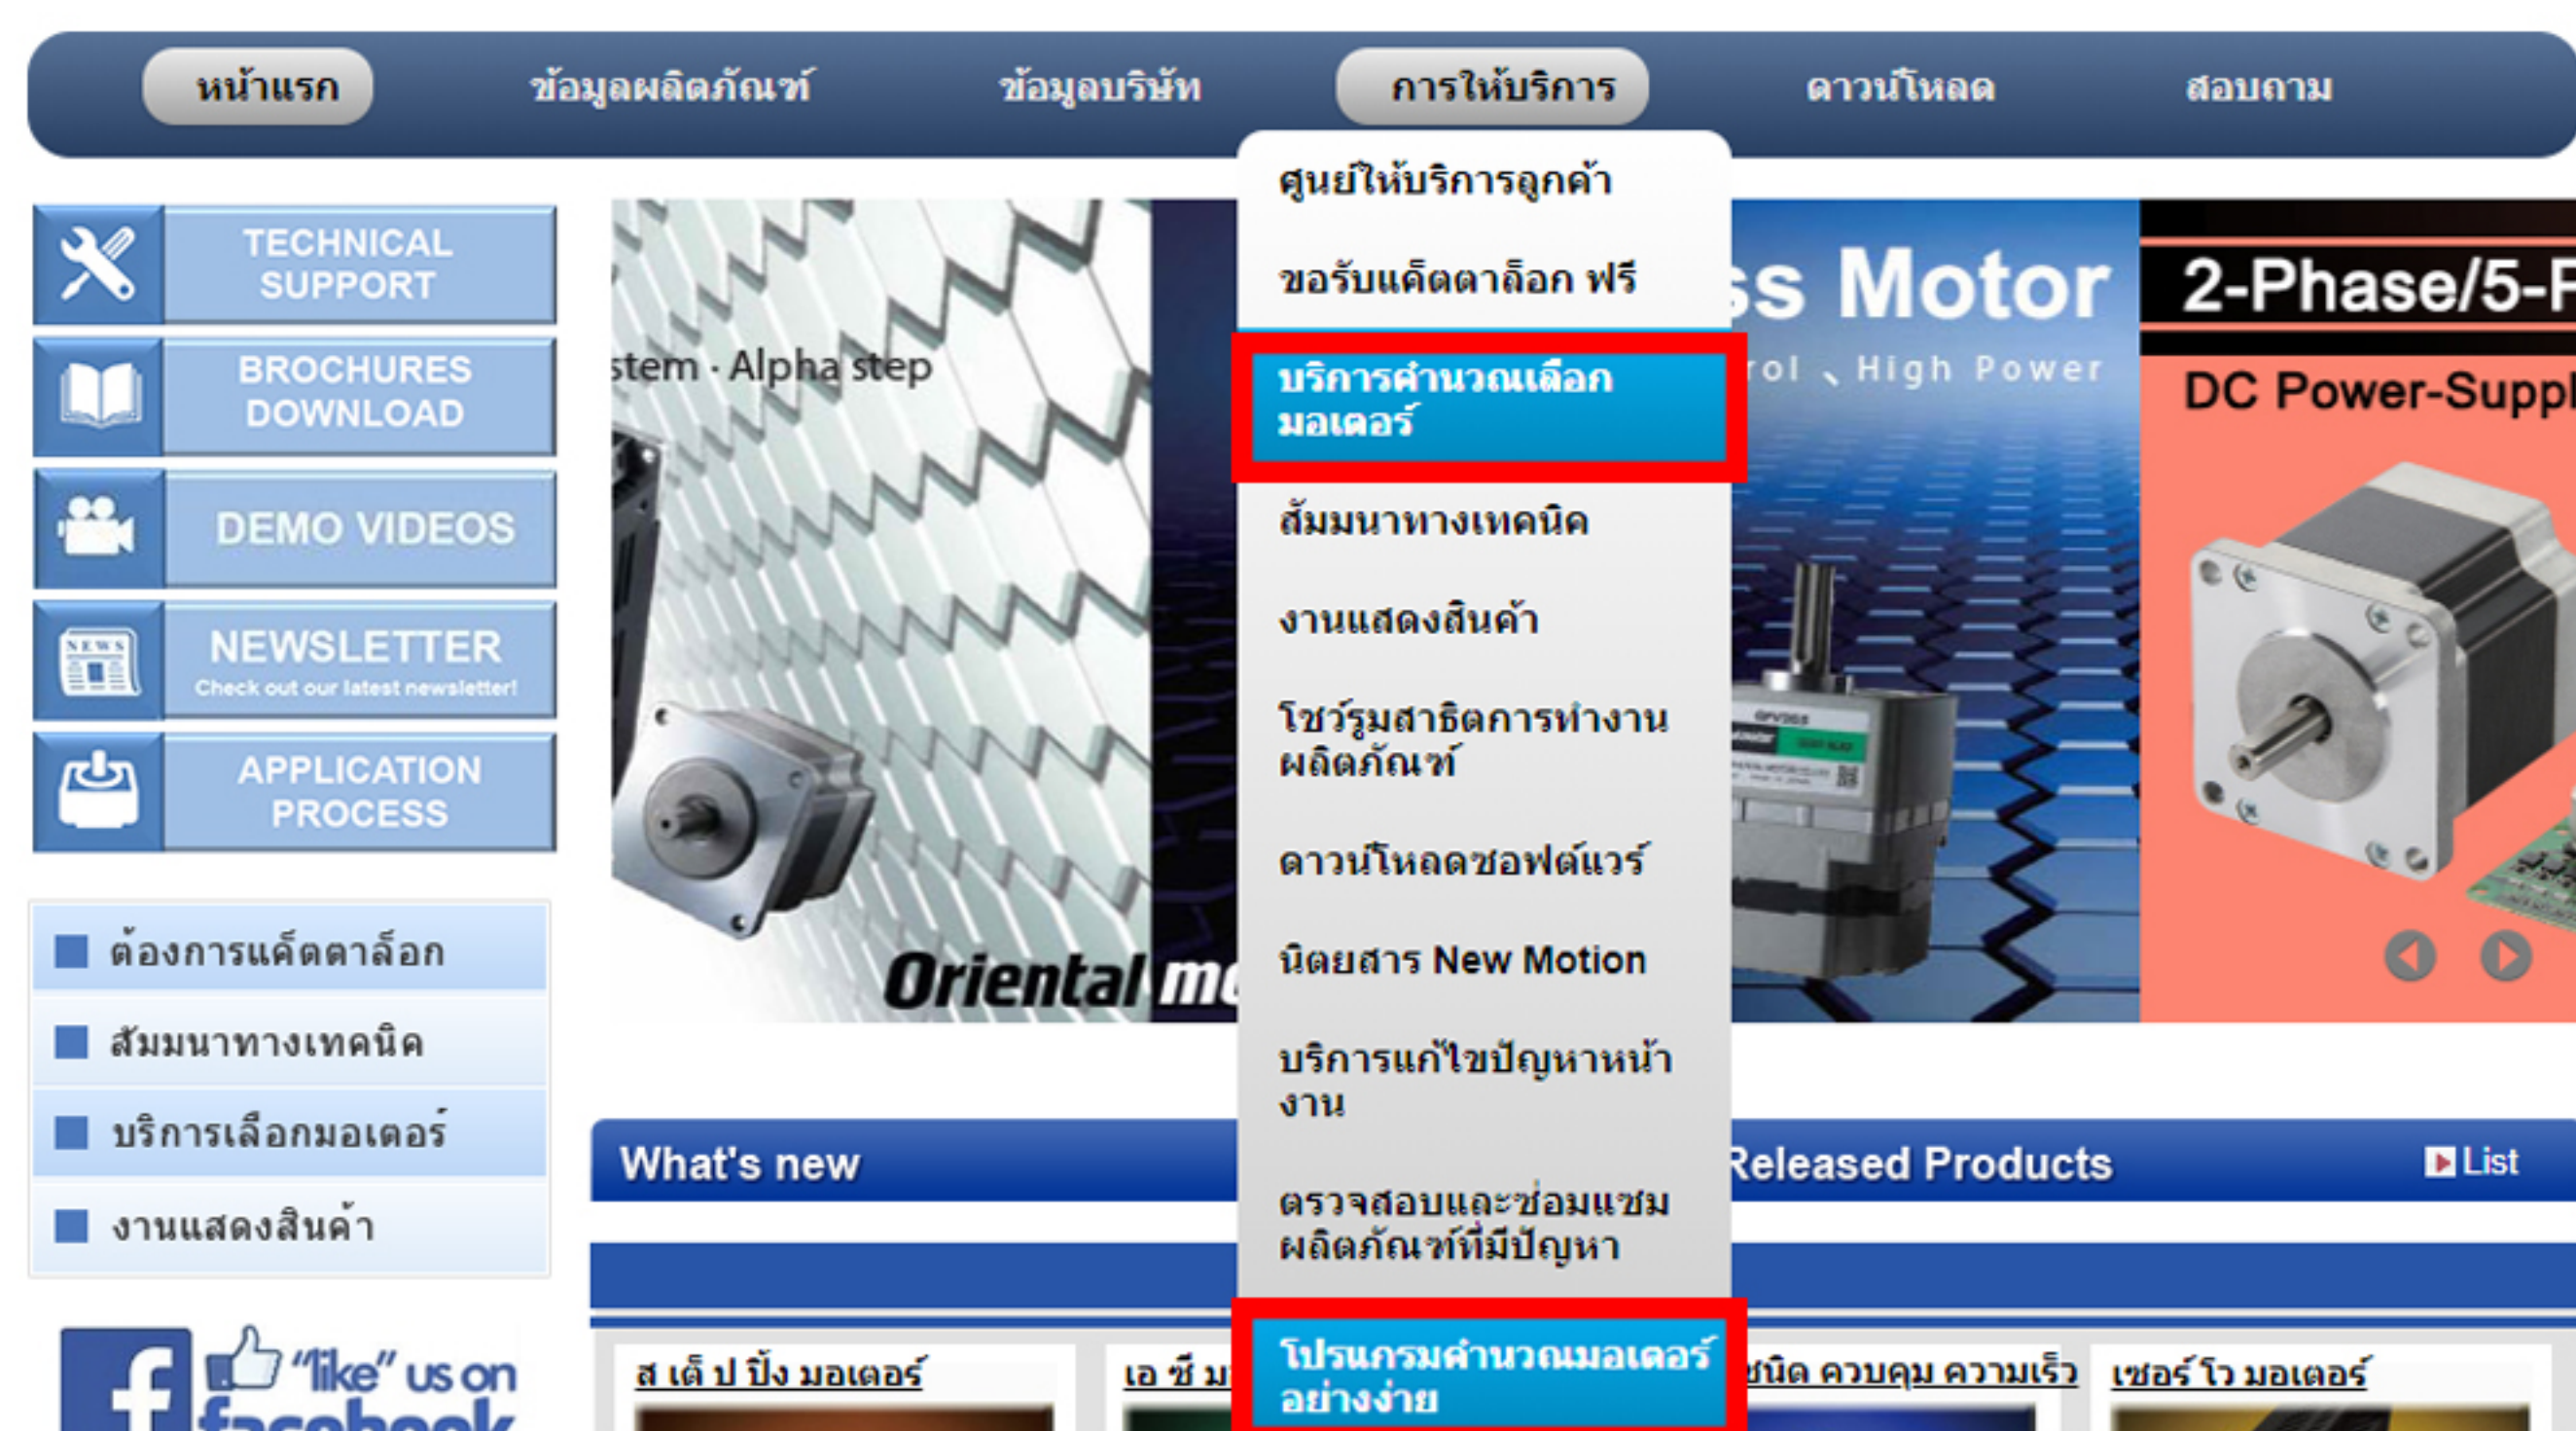 หน้าแรก
ข้อมูลผลิตภัณฑ์
ข้อมูลบริษัท
การให้บริการ
ดาวน์โหลด
สอบถาม
TECHNICAL
SUPPORT
BROCHURES
DOWNLOAD
DEMO VIDEOS
NEWS
NEWSLETTER
Check out our latest newsletter!
APPLICATION
PROCESS
ต้องการแค็ตตาล็อก
สัมมนาทางเทคนิค
บริการเลือกมอเตอร์
งานแสดงสินค้า
"like" us on
facebook
stem · Alpha step
Oriental mo
ศูนย์ให้บริการลูกค้า
ขอรับแค็ตตาล็อก ฟรี
บริการคำนวณเลือก
มอเตอร์
สัมมนาทางเทคนิค
งานแสดงสินค้า
โชว์รูมสาธิตการทำงาน
ผลิตภัณฑ์
ดาวน์โหลดซอฟต์แวร์
นิตยสาร New Motion
บริการแก้ไขปัญหาหน้า
งาน
ตรวจสอบและซ่อมแซม
ผลิตภัณฑ์ที่มีปัญหา
โปรแกรมคำนวณมอเตอร์
อย่างง่าย
ss Motor
rol 、High Power
2-Phase/5-P
DC Power-Suppl
What's new
Released Products
List
ส เต็ ป ปิ้ง มอเตอร์
เอ ซี ม
ชนิด ควบคุม ความเร็ว
เซอร์ โว มอเตอร์